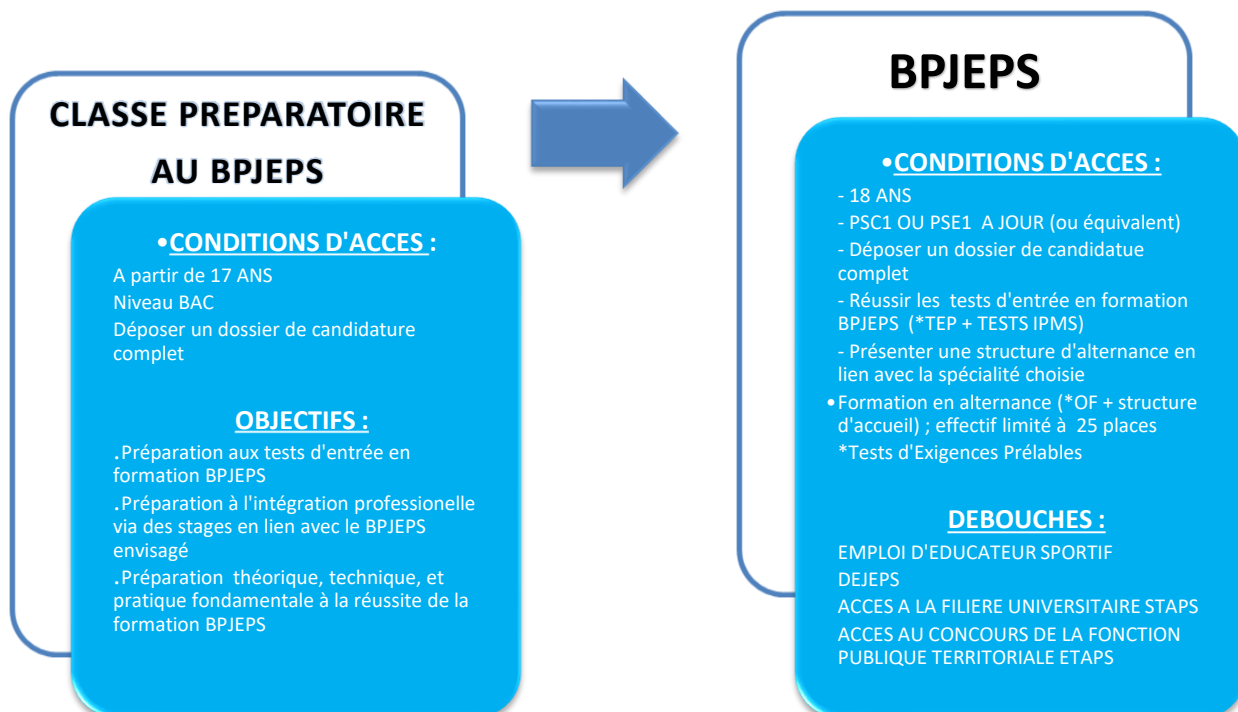 CLASSE PREPARATOIRE
AU BPJEPS
•CONDITIONS D'ACCES :
A partir de 17 ANS
Niveau BAC
Déposer un dossier de candidature
complet
OBJECTIFS :
.Préparation aux tests d'entrée en
formation BPJEPS
.Préparation à l'intégration professionelle
via des stages en lien avec le BPJEPS
envisagé
.Préparation théorique, technique, et
pratique fondamentale à la réussite de la
formation BPJEPS
BPJEPS
•CONDITIONS D'ACCES :
- 18 ANS
- PSC1 OU PSE1 A JOUR (ou équivalent)
- Déposer un dossier de candidatue
complet
- Réussir les tests d'entrée en formation
BPJEPS (*TEP + TESTS IPMS)
- Présenter une structure d'alternance en
lien avec la spécialité choisie
•Formation en alternance (*OF + structure
d'accueil) ; effectif limité à 25 places
*Tests d'Exigences Prélables
DEBOUCHES :
EMPLOI D'EDUCATEUR SPORTIF
DEJEPS
ACCES A LA FILIERE UNIVERSITAIRE STAPS
ACCES AU CONCOURS DE LA FONCTION
PUBLIQUE TERRITORIALE ETAPS